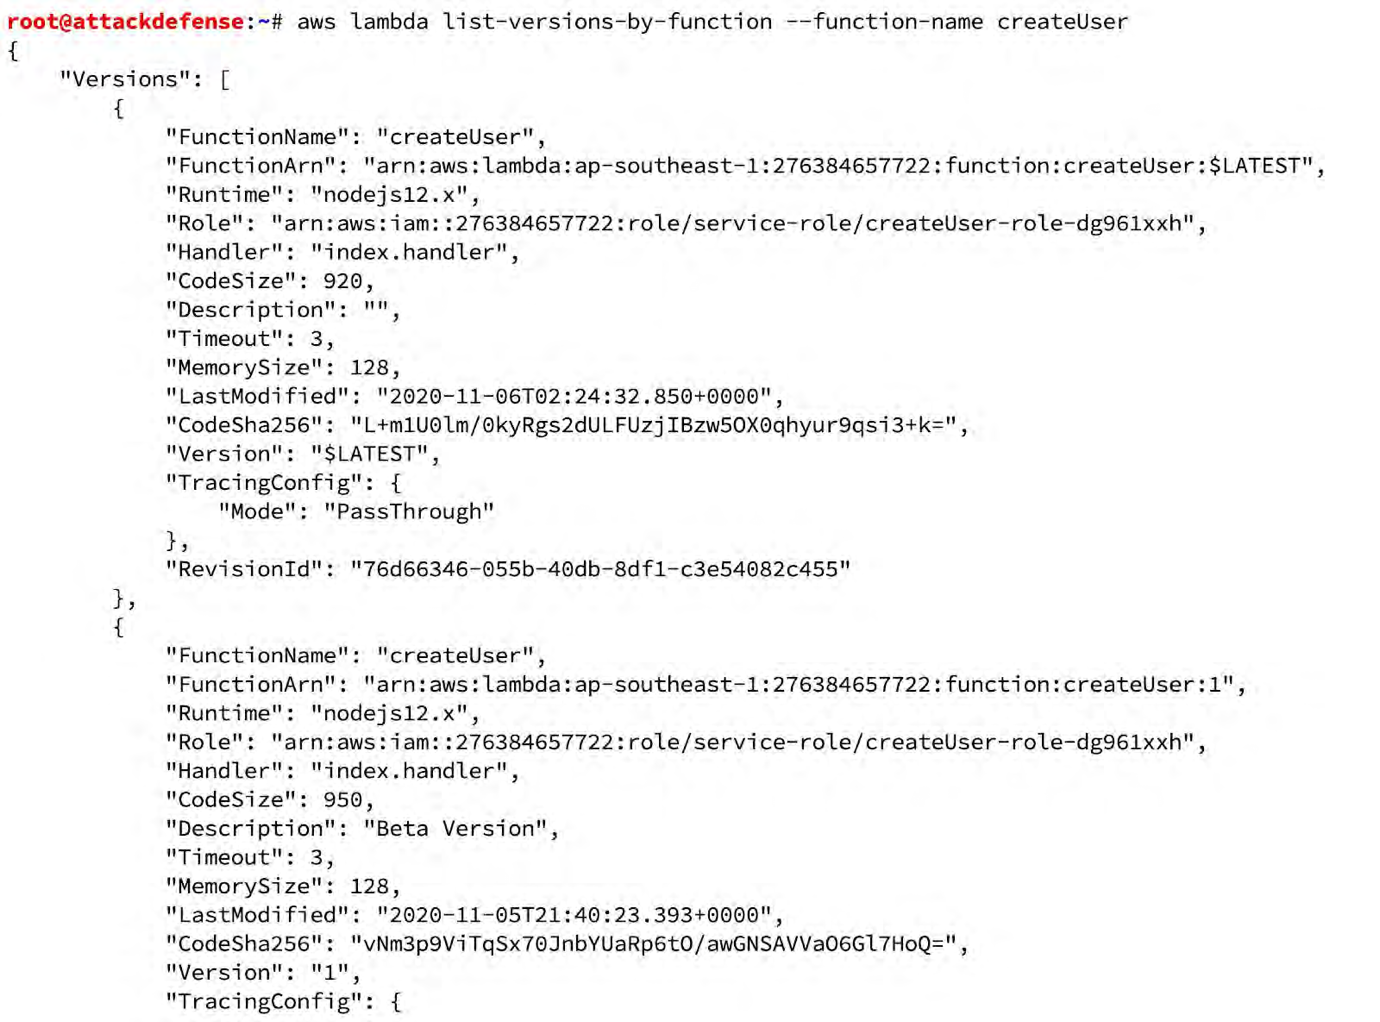 root@attackdefense:~# aws lambda list-versions-by-function --function-name createUser
{
    "Versions": [
        {
            "FunctionName": "createUser",
            "FunctionArn": "arn:aws:lambda:ap-southeast-1:276384657722:function:createUser:$LATEST",
            "Runtime": "nodejs12.x",
            "Role": "arn:aws:iam::276384657722:role/service-role/createUser-role-dg961xxh",
            "Handler": "index.handler",
            "CodeSize": 920,
            "Description": "",
            "Timeout": 3,
            "MemorySize": 128,
            "LastModified": "2020-11-06T02:24:32.850+0000",
            "CodeSha256": "L+m1U0lm/0kyRgs2dULFUzjIBzw5OX0qhyur9qsi3+k=",
            "Version": "$LATEST",
            "TracingConfig": {
                "Mode": "PassThrough"
            },
            "RevisionId": "76d66346-055b-40db-8df1-c3e54082c455"
        },
        {
            "FunctionName": "createUser",
            "FunctionArn": "arn:aws:lambda:ap-southeast-1:276384657722:function:createUser:1",
            "Runtime": "nodejs12.x",
            "Role": "arn:aws:iam::276384657722:role/service-role/createUser-role-dg961xxh",
            "Handler": "index.handler",
            "CodeSize": 950,
            "Description": "Beta Version",
            "Timeout": 3,
            "MemorySize": 128,
            "LastModified": "2020-11-05T21:40:23.393+0000",
            "CodeSha256": "vNm3p9ViTqSx70JnbYUaRp6tO/awGNSAVVaO6Gl7HoQ=",
            "Version": "1",
            "TracingConfig": {